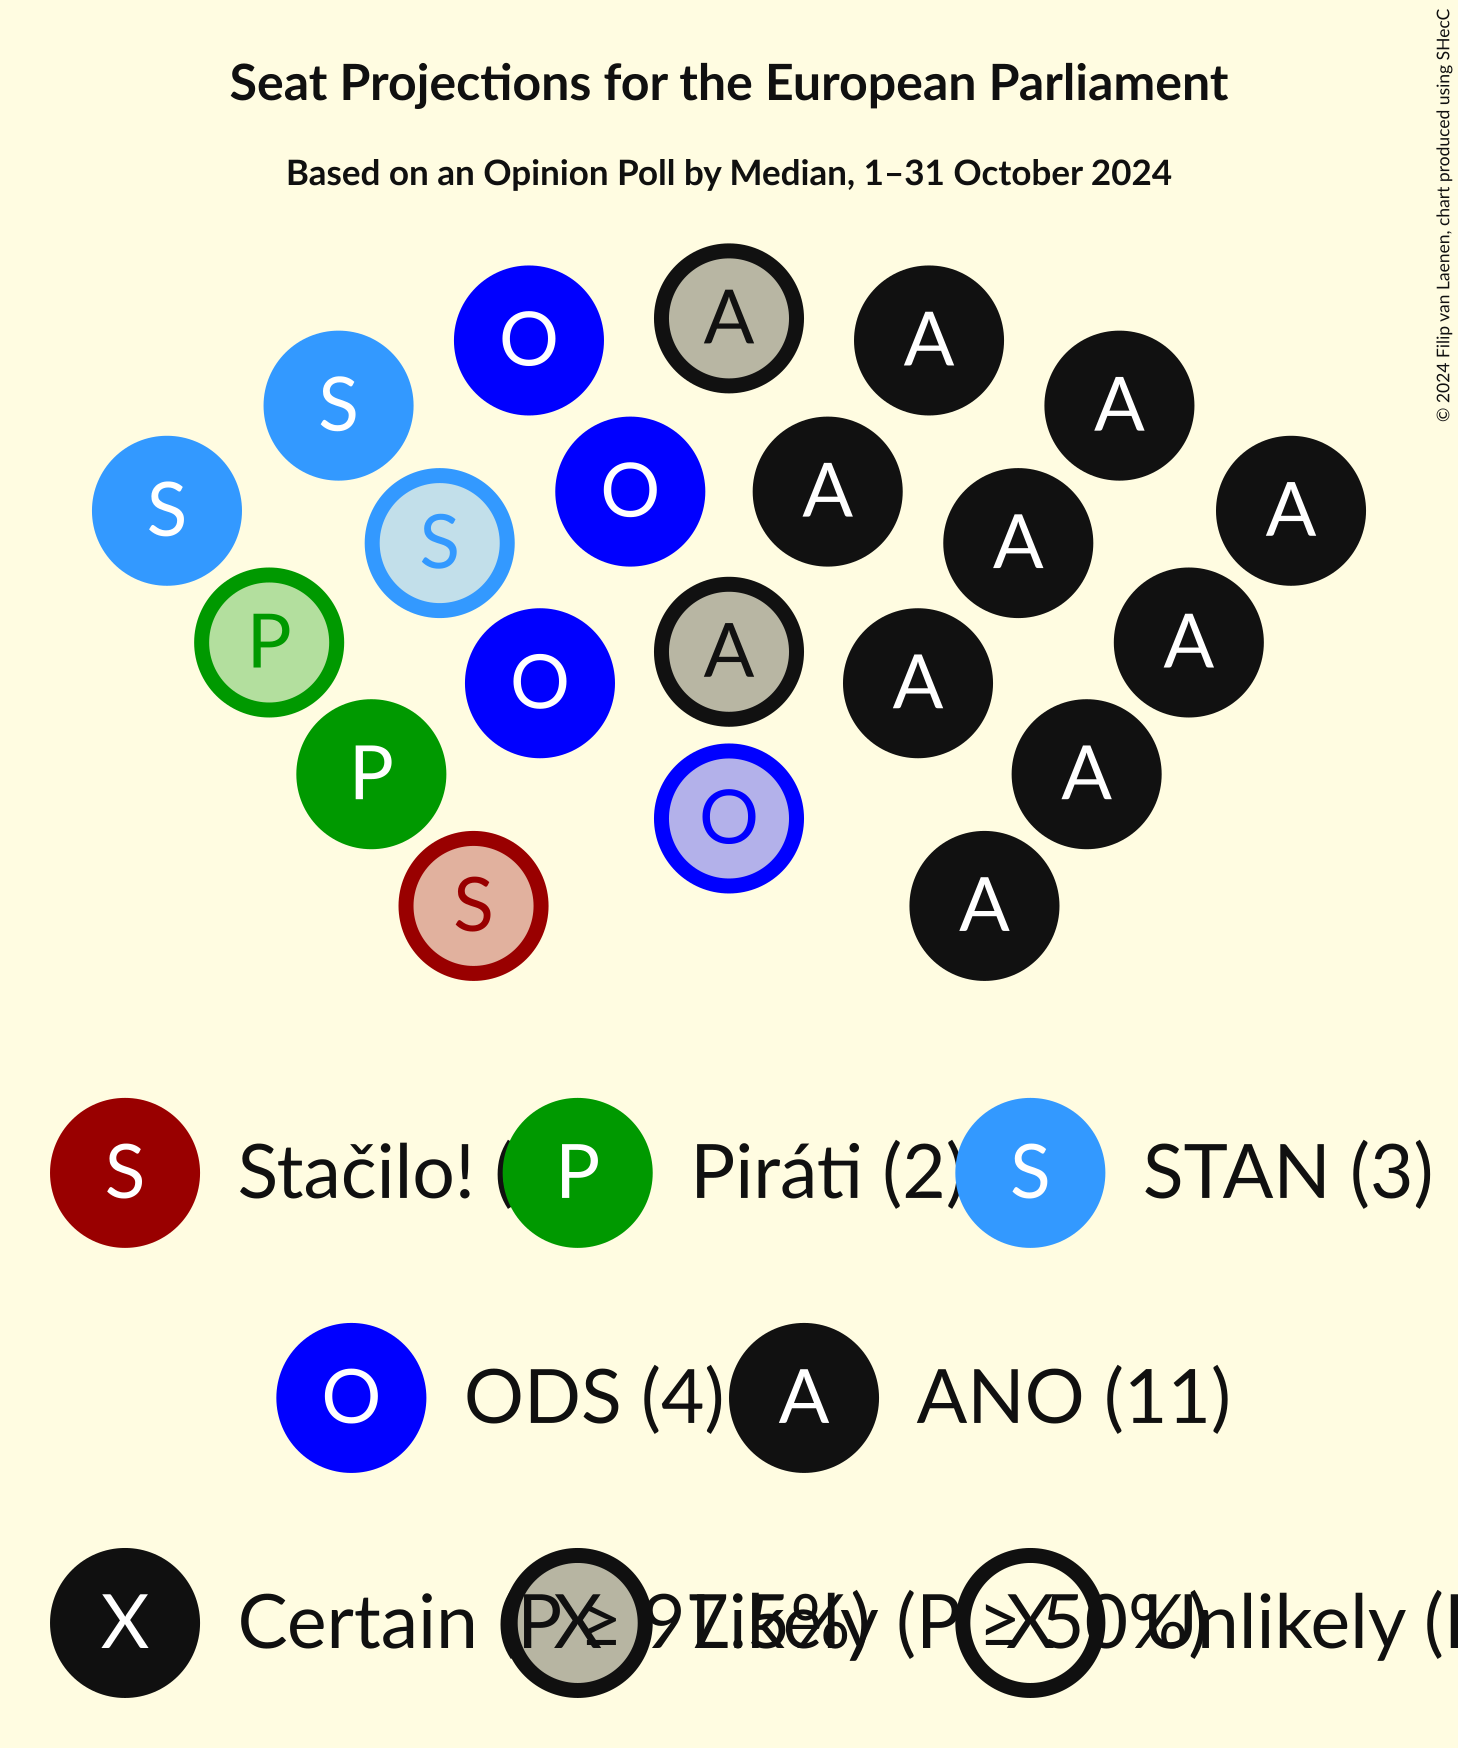 Seat Projections for the European Parliament
Based on an Opinion Poll by Median, 1–31 October 2024
© 2024 Filip van Laenen, chart produced using SHecC
A
O A
S A
S O A A
S A
P A A
O A
P A
O
S A
S Stačilo! ( P Piráti (2) S STAN (3)
O ODS (4) A ANO (11)
X Certain (P ≥ 97.5%) X Likely (P ≥ 50%) X Unlikely (